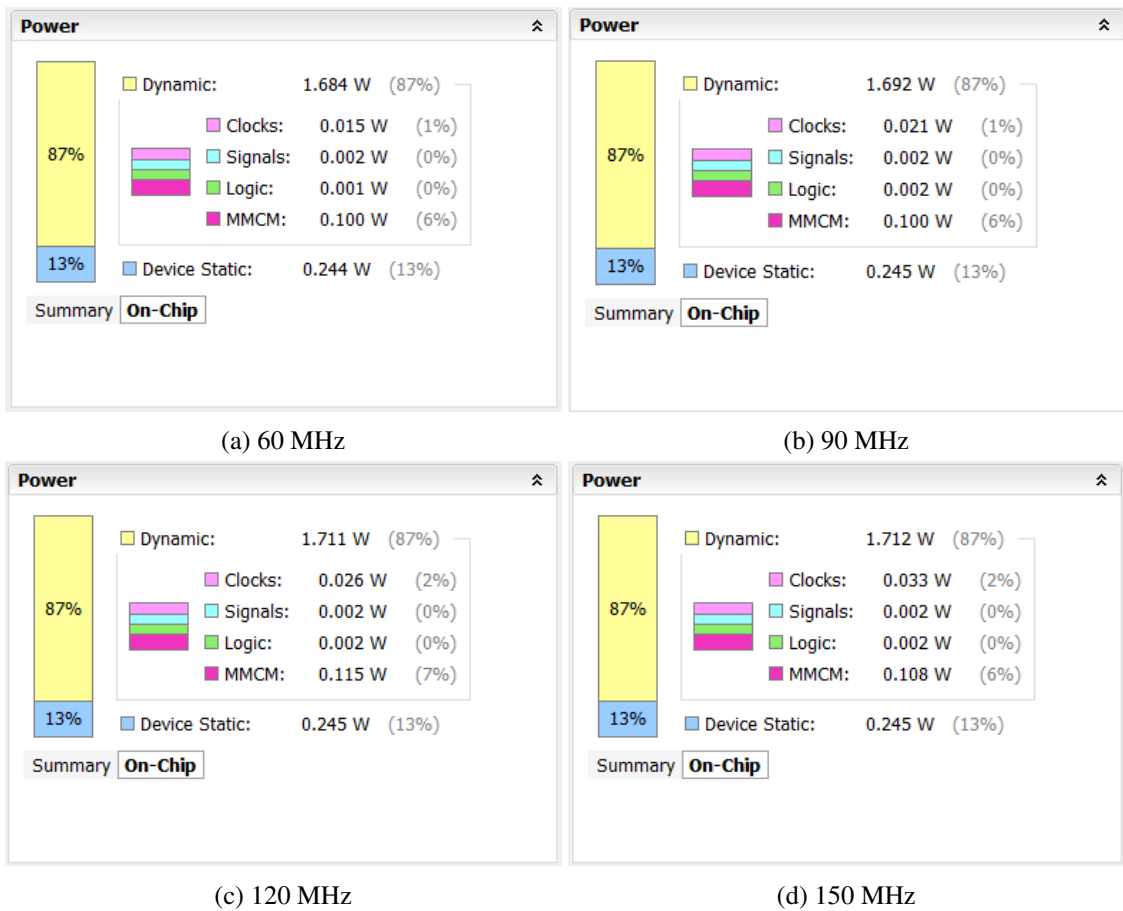 Power
Dynamic: 1.684 W (87%)
Clocks: 0.015 W (1%)
87%
Signals: 0.002 W (0%)
Logic: 0.001 W (0%)
MMCM: 0.100 W (6%)
13%
Device Static: 0.244 W (13%)
Summary On-Chip
(a) 60 MHz
Power
Dynamic: 1.692 W (87%)
Clocks: 0.021 W (1%)
87%
Signals: 0.002 W (0%)
Logic: 0.002 W (0%)
MMCM: 0.100 W (6%)
13%
Device Static: 0.245 W (13%)
Summary On-Chip
(b) 90 MHz
Power
Dynamic: 1.711 W (87%)
Clocks: 0.026 W (2%)
87%
Signals: 0.002 W (0%)
Logic: 0.002 W (0%)
MMCM: 0.115 W (7%)
13%
Device Static: 0.245 W (13%)
Summary On-Chip
(c) 120 MHz
Power
Dynamic: 1.712 W (87%)
Clocks: 0.033 W (2%)
87%
Signals: 0.002 W (0%)
Logic: 0.002 W (0%)
MMCM: 0.108 W (6%)
13%
Device Static: 0.245 W (13%)
Summary On-Chip
(d) 150 MHz